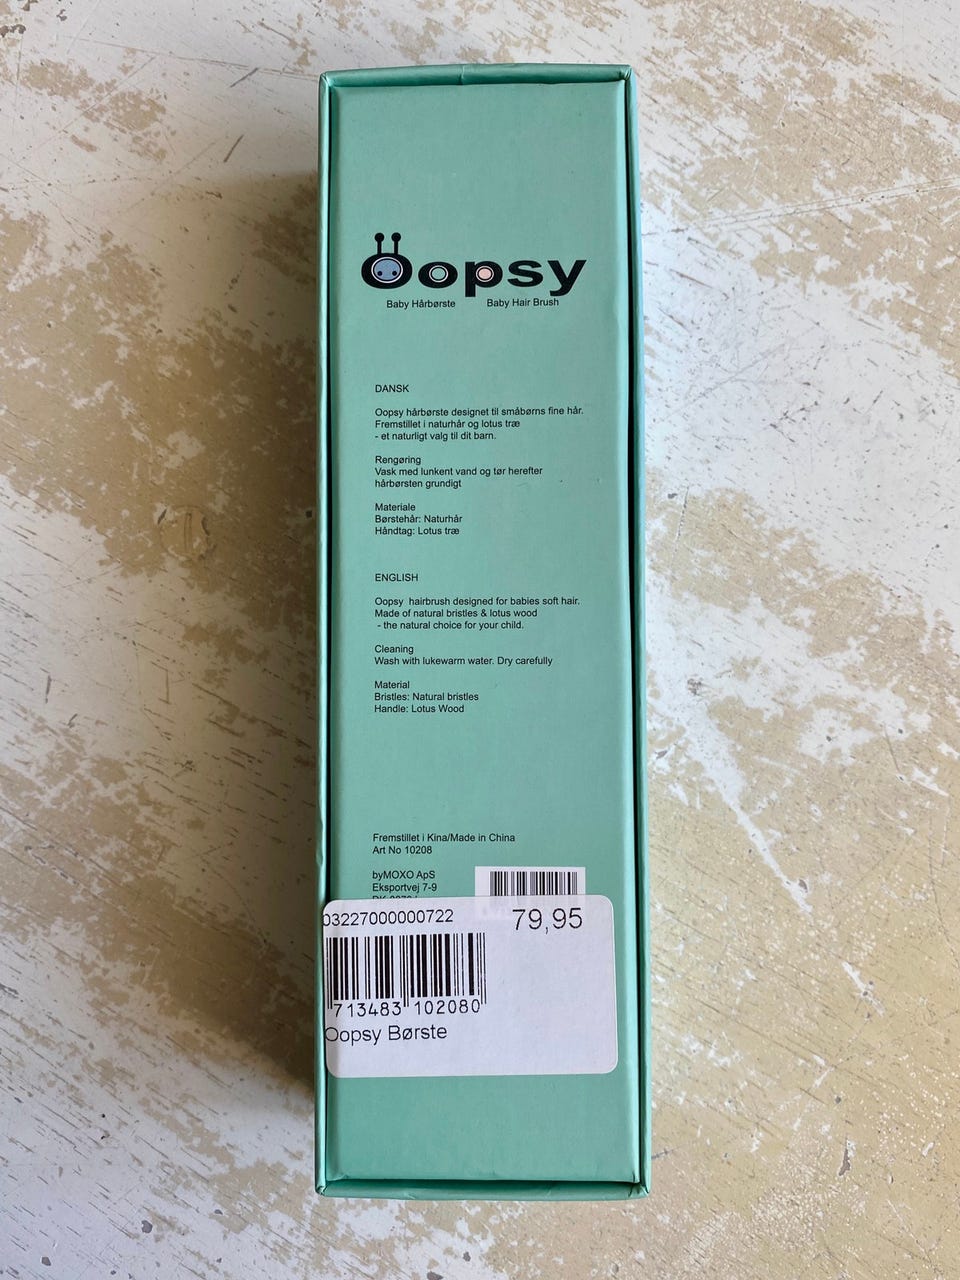 Oopsy
Baby Hårbørste Baby Hair Brush
DANSK
Oopsy hårbørste designet til småbørns fine hår.
Fremstillet i naturhår og lotus træ
- et naturligt valg til dit barn.
Rengøring
Vask med lunkent vand og tør herefter
hårbørsten grundigt
Materiale
Børstehår: Naturhår
Håndtag: Lotus træ
ENGLISH
Oopsy hairbrush designed for babies soft hair.
Made of natural bristles & lotus wood
- the natural choice for your child.
Cleaning
Wash with lukewarm water. Dry carefully
Material
Bristles: Natural bristles
Handle: Lotus Wood
Fremstillet i Kina/Made in China
Art No 10208
byMOXO ApS
Eksportvej 7-9
03227000000722 79,95
713483 102080
Oopsy Børste